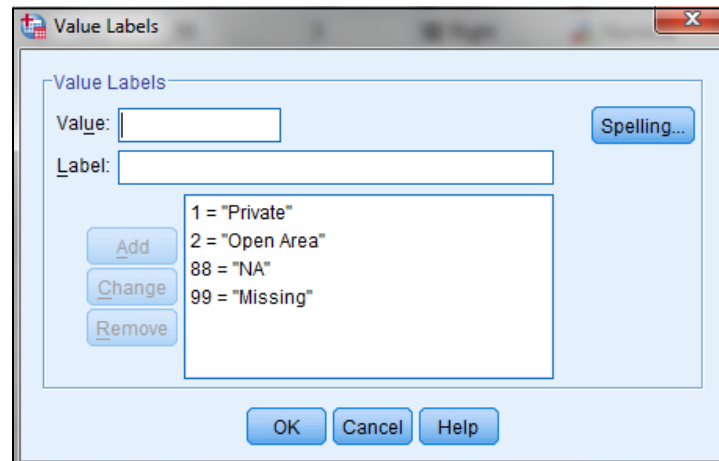 Value Labels
Right
Value Labels
Value:
Spelling...
Label:
1 = "Private"
2 = "Open Area"
88 = "NA"
99 = "Missing"
Add
Change
Remove
OK
Cancel
Help